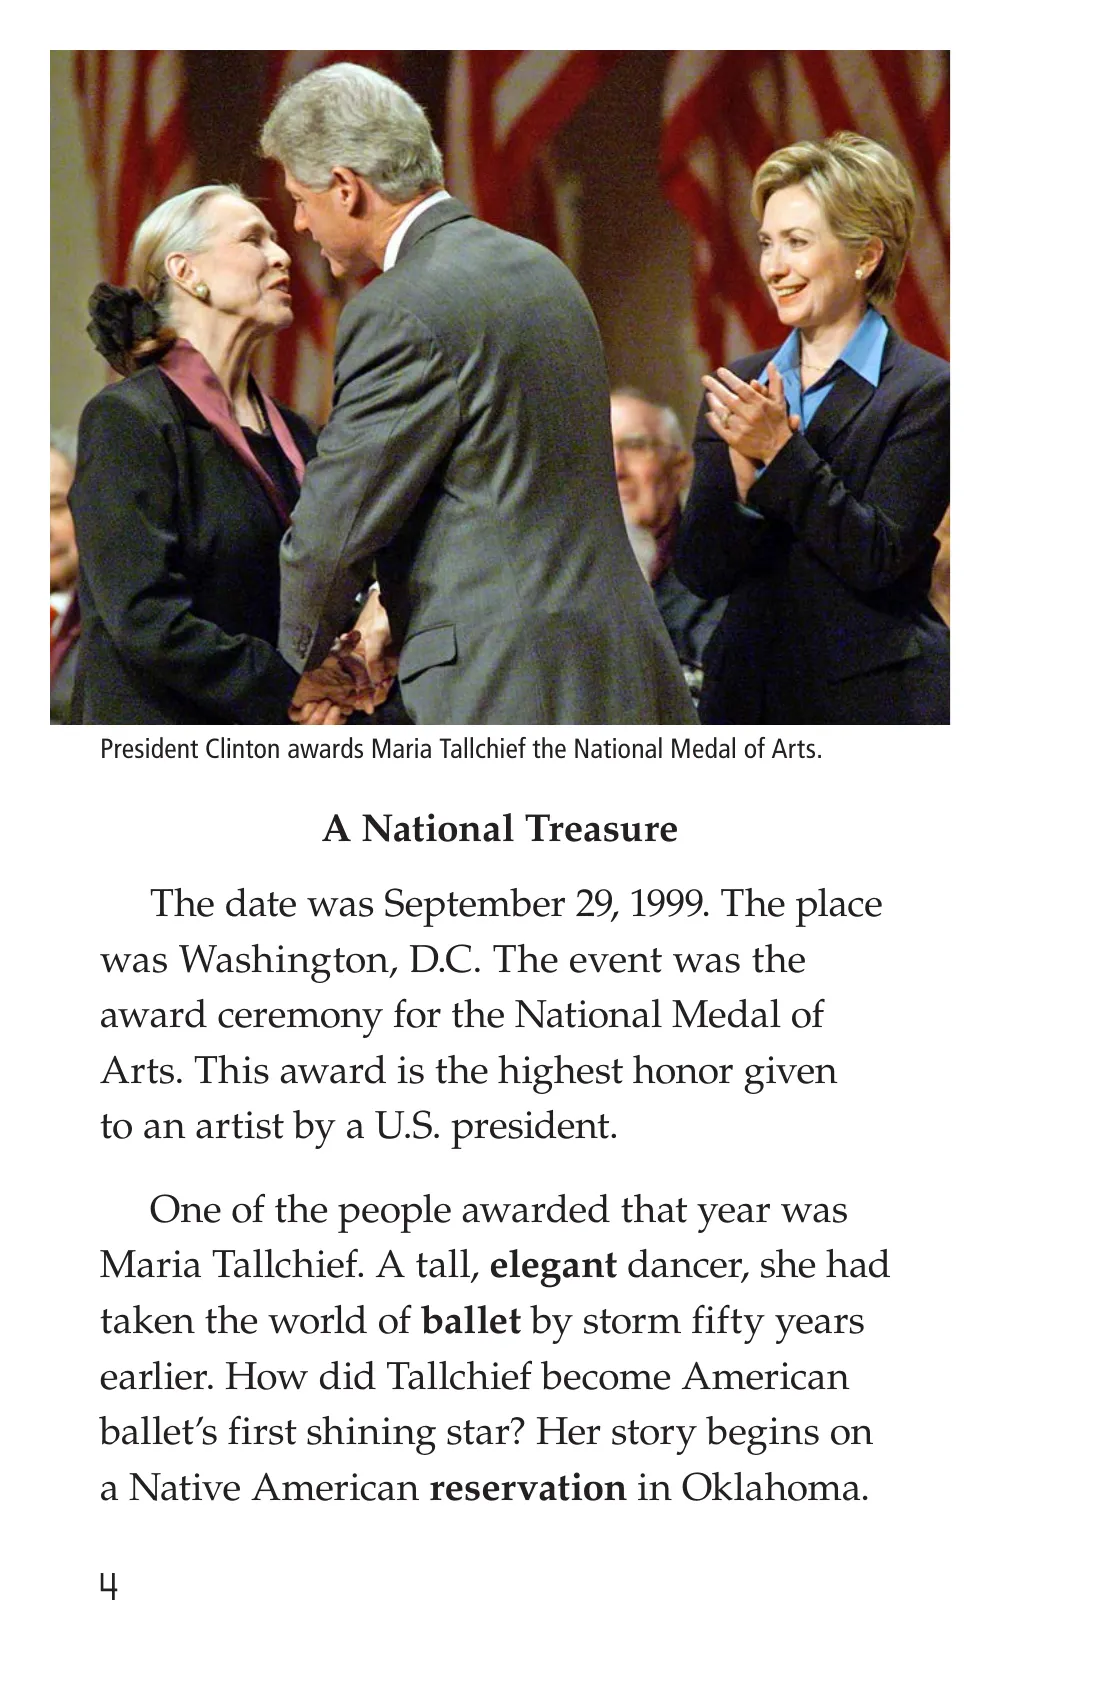 President Clinton awards Maria Tallchief the National Medal of Arts.
A National Treasure
The date was September 29, 1999. The place
was Washington, D.C. The event was the
award ceremony for the National Medal of
Arts. This award is the highest honor given
to an artist by a U.S. president.
One of the people awarded that year was
Maria Tallchief. A tall, elegant dancer, she had
taken the world of ballet by storm fifty years
earlier. How did Tallchief become American
ballet’s first shining star? Her story begins on
a Native American reservation in Oklahoma.
4